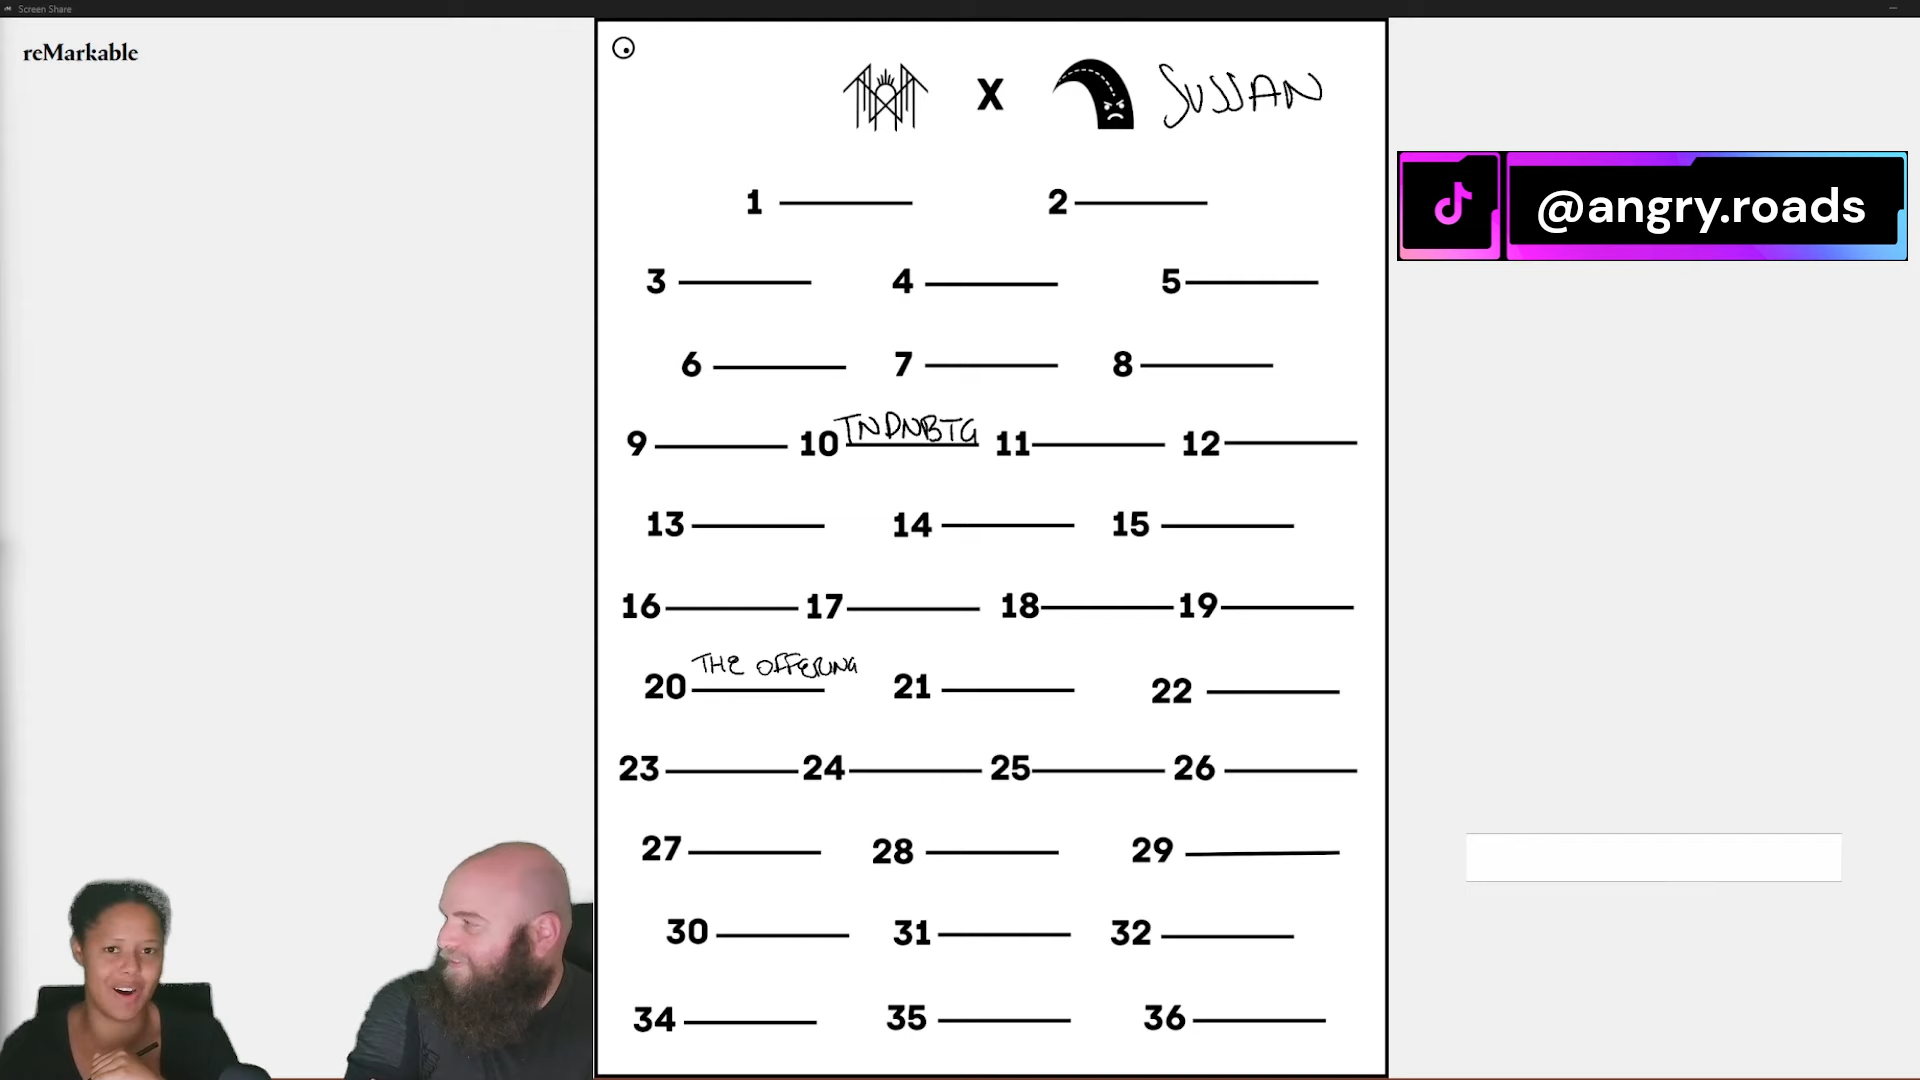 Screen Share
reMarkable
X SUSSAN
@angry.roads
1 2
3 4 5
6 7 8
9 10 TNDNBTG 11 12
13 14 15
16 17 18 19
20 THE OFFERING 21 22
23 24 25 26
27 28 29
30 31 32
34 35 36